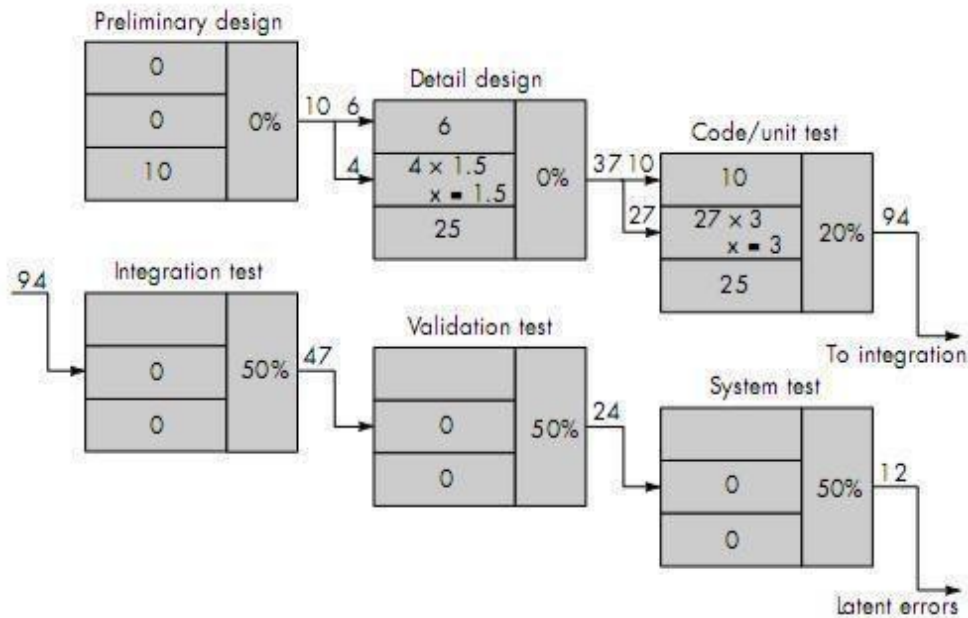 Preliminary design
0
0
10
0%
10 6
4
Detail design
6
4 × 1.5
x = 1.5
25
0%
37 10
27
Code/unit test
10
27 × 3
x = 3
25
20%
94
To integration
94
Integration test
0
0
50%
47
Validation test
0
0
50%
24
System test
0
0
50%
12
Latent errors